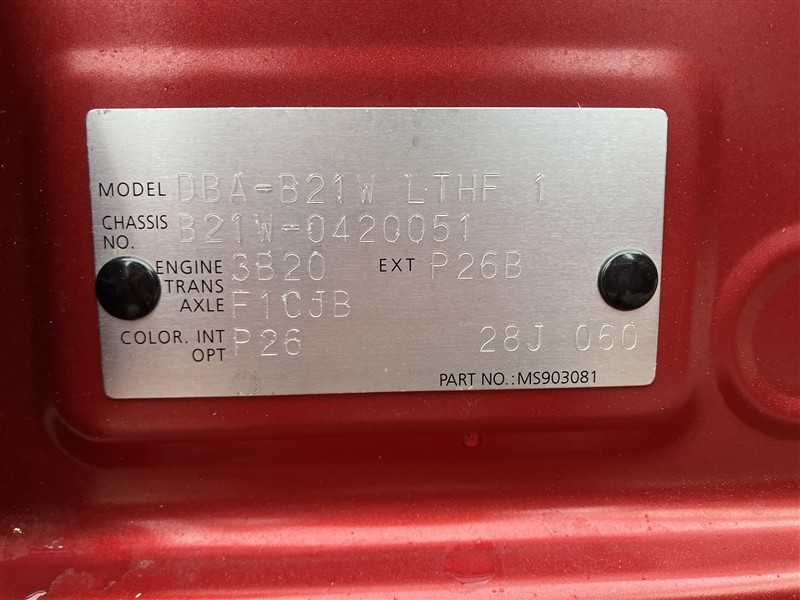 MODEL DBA-B21W LTHF 1
CHASSIS NO. B21W-0420051
ENGINE 3B20 EXT P26B
TRANS AXLE F1CJB
COLOR. INT OPT P26 28J 060
PART NO.:MS903081